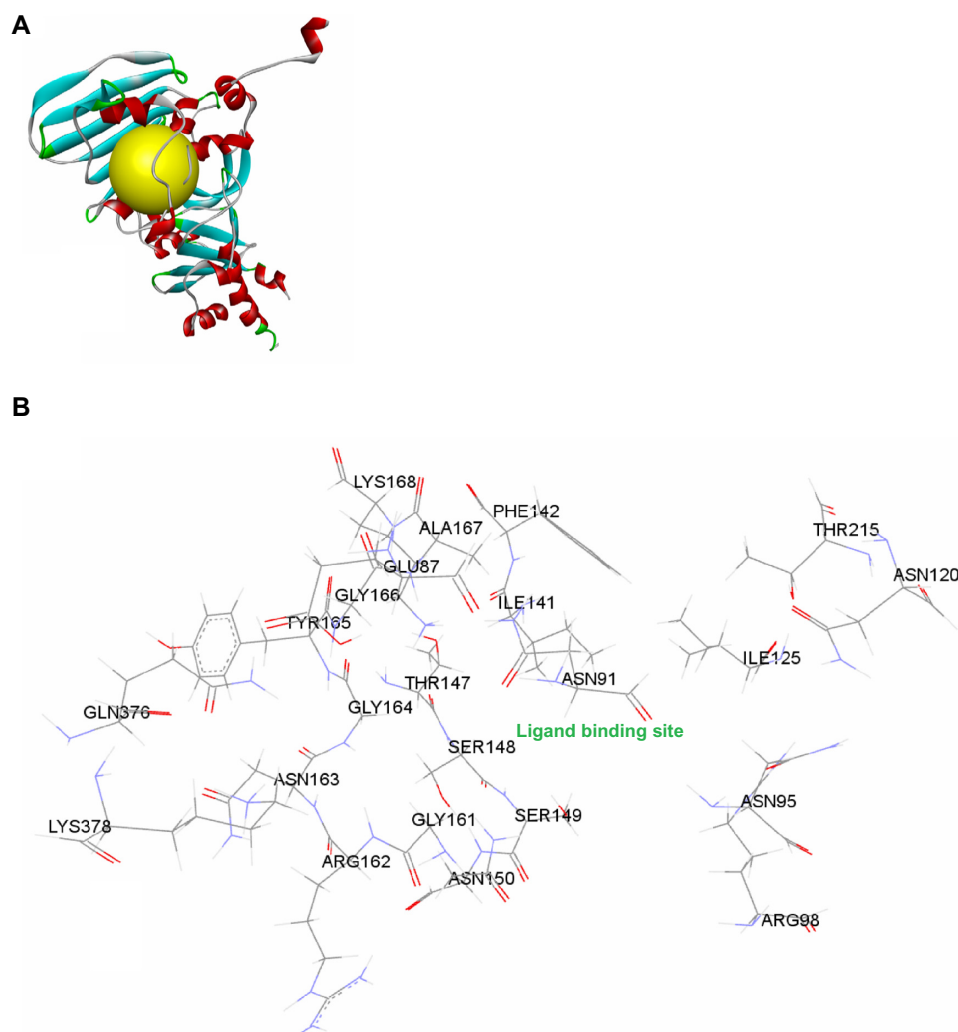 A
B
LYS168
PHE142
ALA167
THR215
GLU87
ASN120
GLY166
ILE141
TYR165
ILE125
THR147
ASN91
GLN376
GLY164
Ligand binding site
SER148
ASN163
ASN95
LYS378
GLY161
SER149
ARG162
ASN150
ARG98